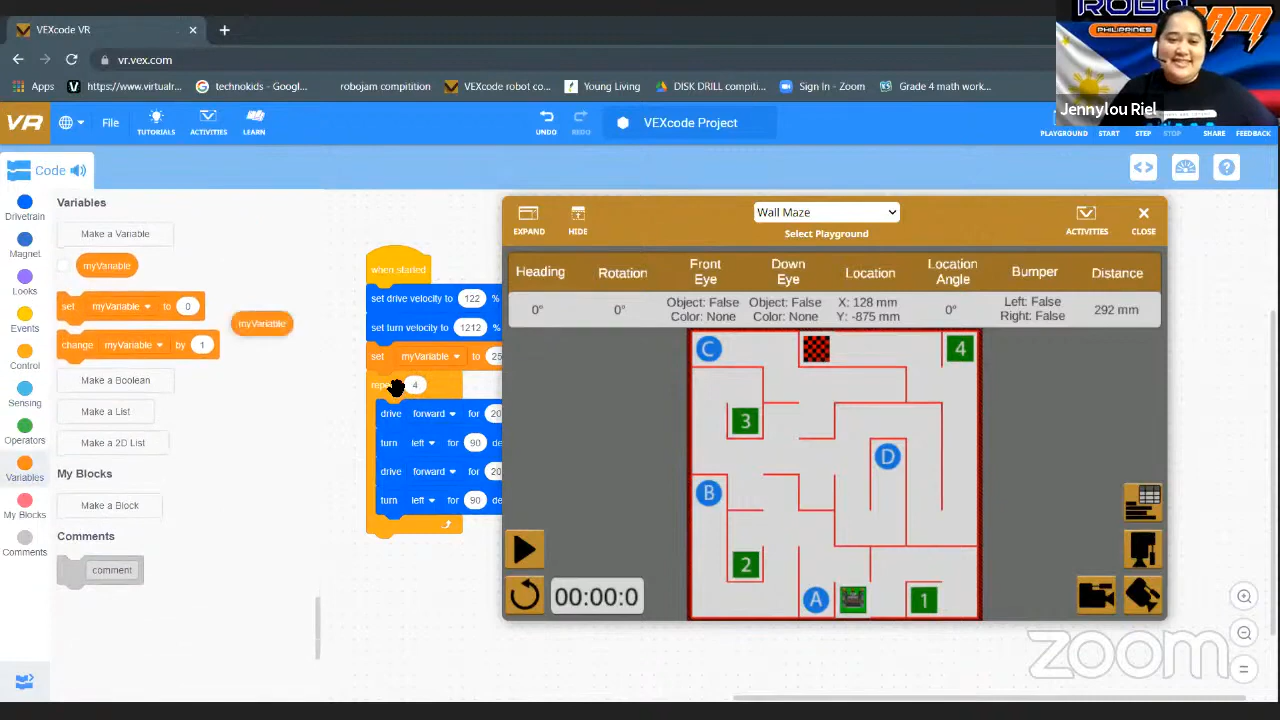 VEXcode VR
vr.vex.com
Apps
https://www.virtualr...
technokids - Googl...
robojam compitition
VEXcode robot co...
Young Living
DISK DRILL compiti...
Sign In - Zoom
Grade 4 math work...
ROBO
PHILIPPINES
Jennylou Riel
VR
File
TUTORIALS
ACTIVITIES
LEARN
UNDO
REDO
VEXcode Project
PLAYGROUND
START
STEP
STOP
SHARE
FEEDBACK
Code
Drivetrain
Magnet
Looks
Events
Control
Sensing
Operators
Variables
My Blocks
Comments
Variables
Make a Variable
myVariable
set myVariable to 0
change myVariable by 1
Make a Boolean
Make a List
Make a 2D List
My Blocks
Make a Block
Comments
comment
myVariable
when started
set drive velocity to 122 %
set turn velocity to 1212 %
set myVariable to 25
4
drive forward for 20
turn left for 90 de
drive forward for 20
turn left for 90 de
EXPAND
HIDE
Wall Maze
Select Playground
ACTIVITIES
CLOSE
Heading Rotation Front Eye Down Eye Location Location Angle Bumper Distance
0° 0° Object: False Object: False X: 128 mm 0° Left: False 292 mm
Color: None Color: None Y: -875 mm Right: False
C
4
3
D
B
2
A
1
00:00:0
zoom